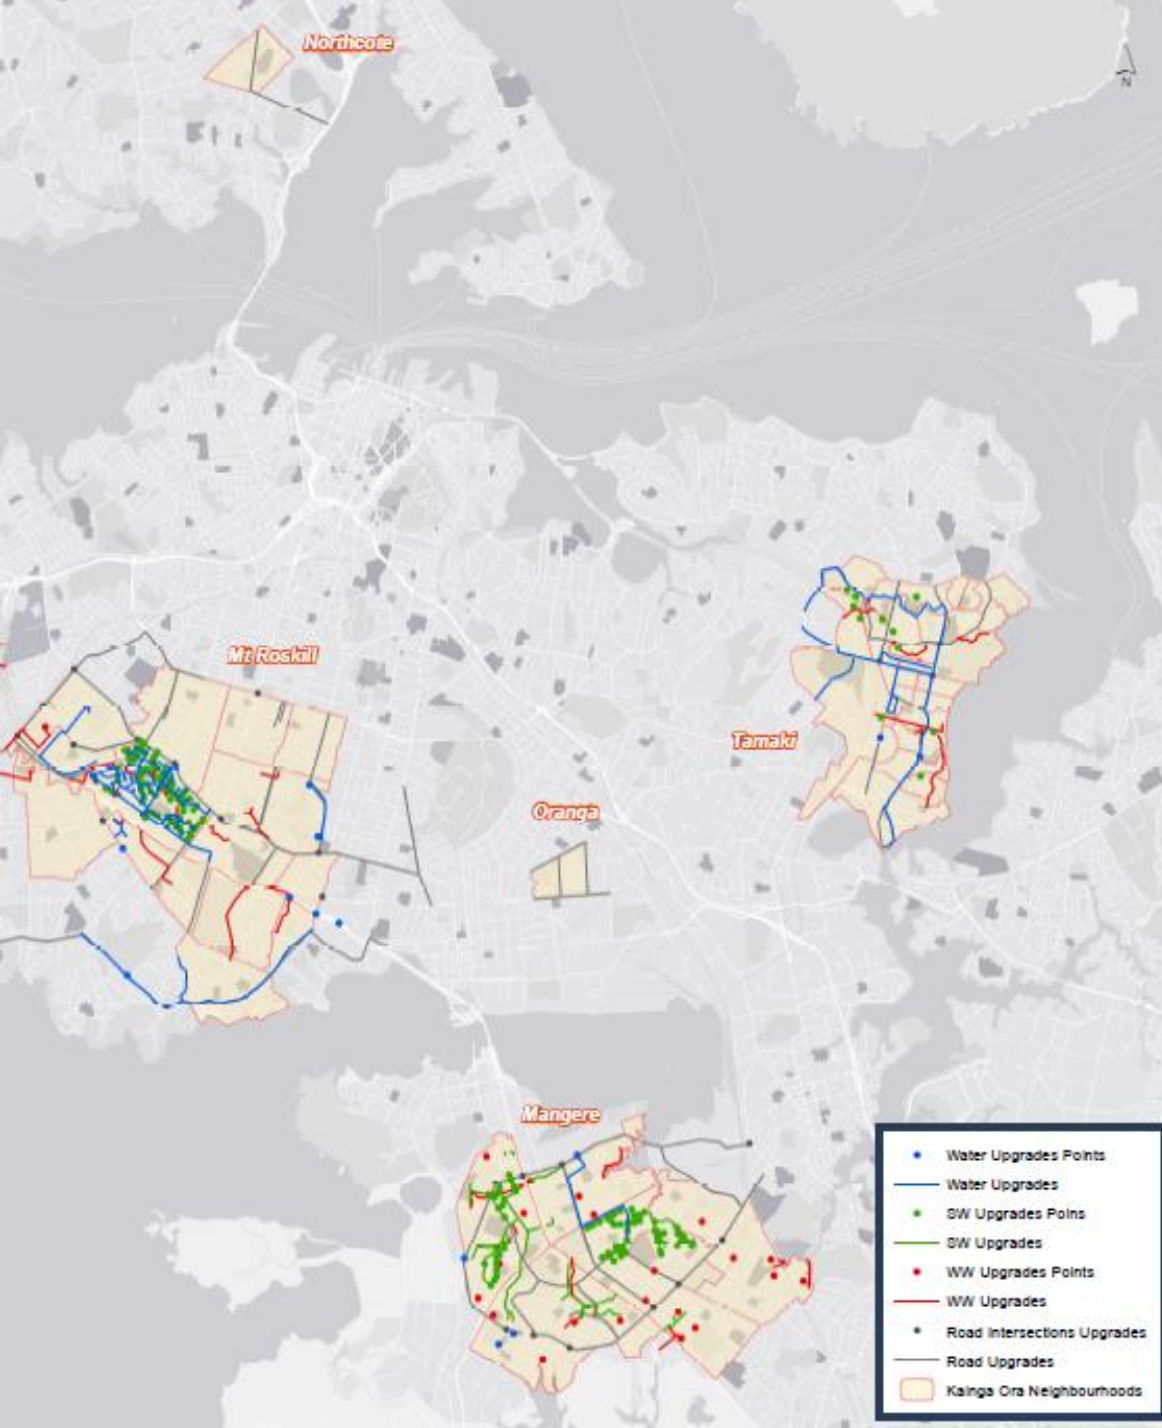 Northcote
N
Mt Roskill
Tamaki
Oranga
Mangere
Water Upgrades Points
Water Upgrades
SW Upgrades Poins
SW Upgrades
WW Upgrades Points
WW Upgrades
Road Intersections Upgrades
Road Upgrades
Kainga Ora Neighbourhoods